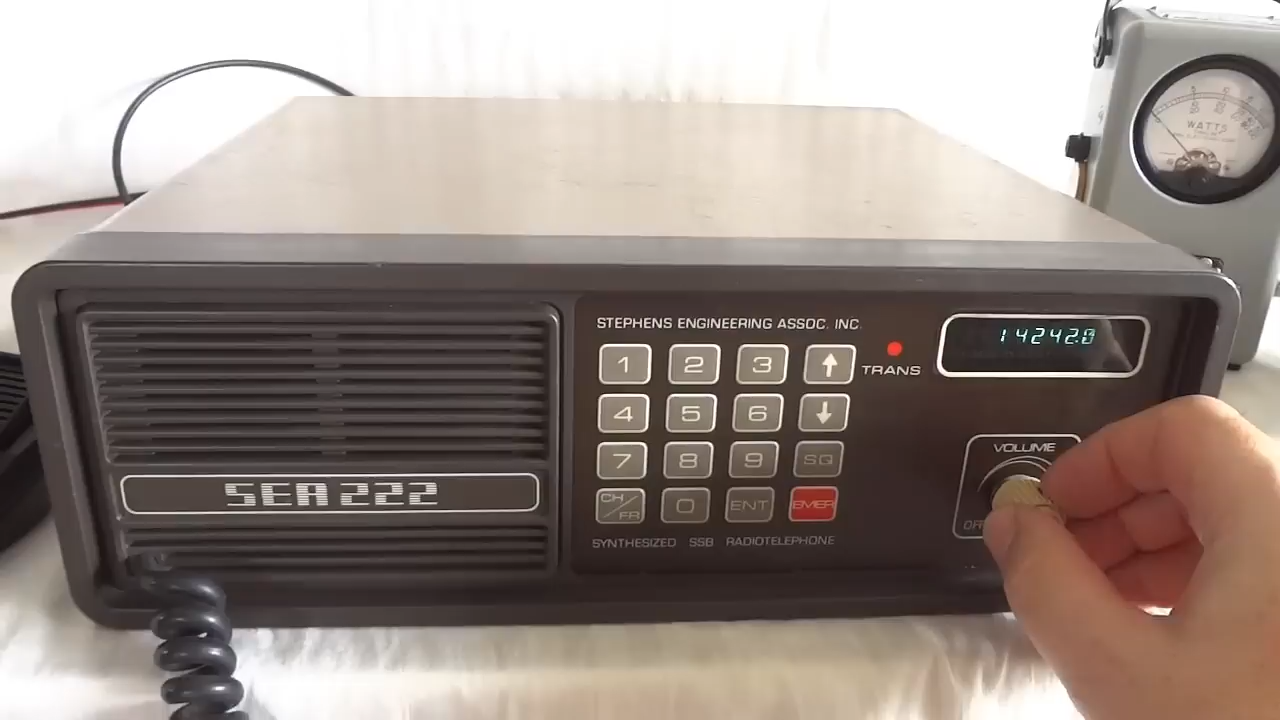 STEPHENS ENGINEERING ASSOC. INC.
1 2 3 ↑
TRANS
14242.0
4 5 6 ↓
7 8 9 SQ
VOLUME
SEA 222
CH/FR 0 ENT EMER
OFF
SYNTHESIZED SSB RADIOTELEPHONE
WATTS